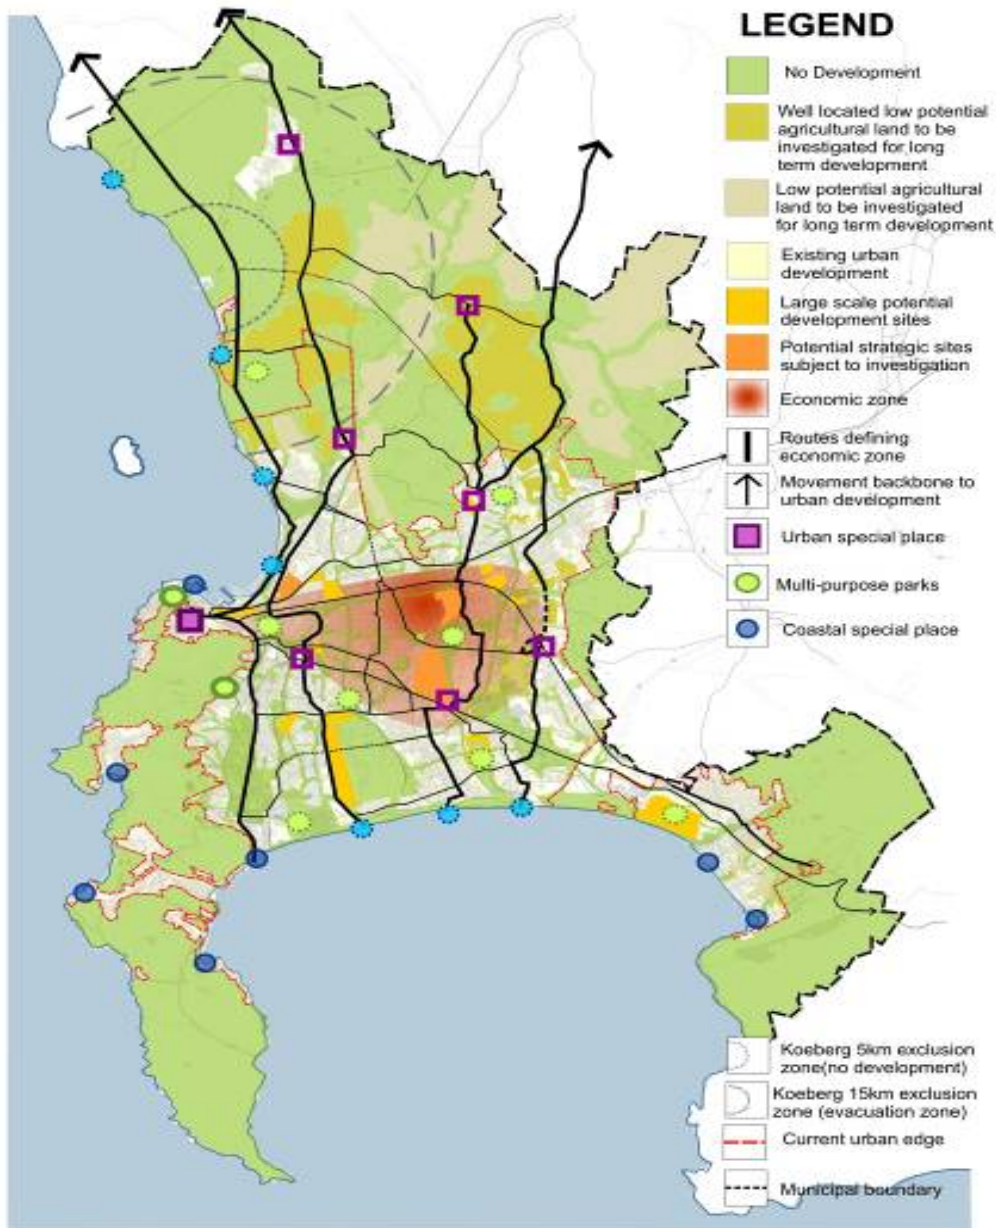 LEGEND
No Development
Well located low potential
agricultural land to be
investigated for long
term development
Low potential agricultural
land to be investigated
for long term development
Existing urban
development
Large scale potential
development sites
Potential strategic sites
subject to investigation
Economic zone
Routes defining
economic zone
Movement backbone to
urban development
Urban special place
Multi-purpose parks
Coastal special place
Koeberg 5km exclusion
zone(no development)
Koeberg 15km exclusion
zone (evacuation zone)
Current urban edge
Municipal boundary